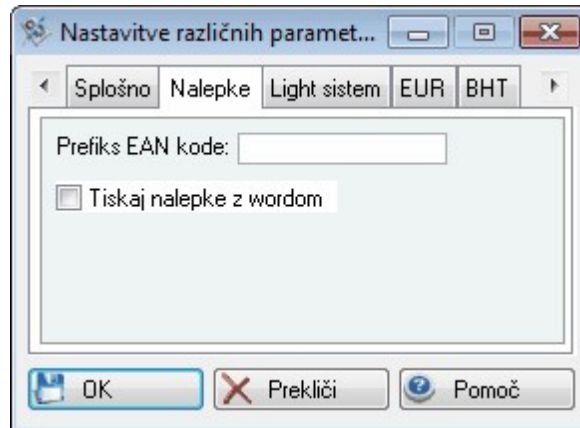 Nastavitve različnih paramet...
Splošno Nalepke Light sistem EUR BHT
Prefiks EAN kode:
Tiskaj nalepke z wordom
OK Prekliči Pomoč